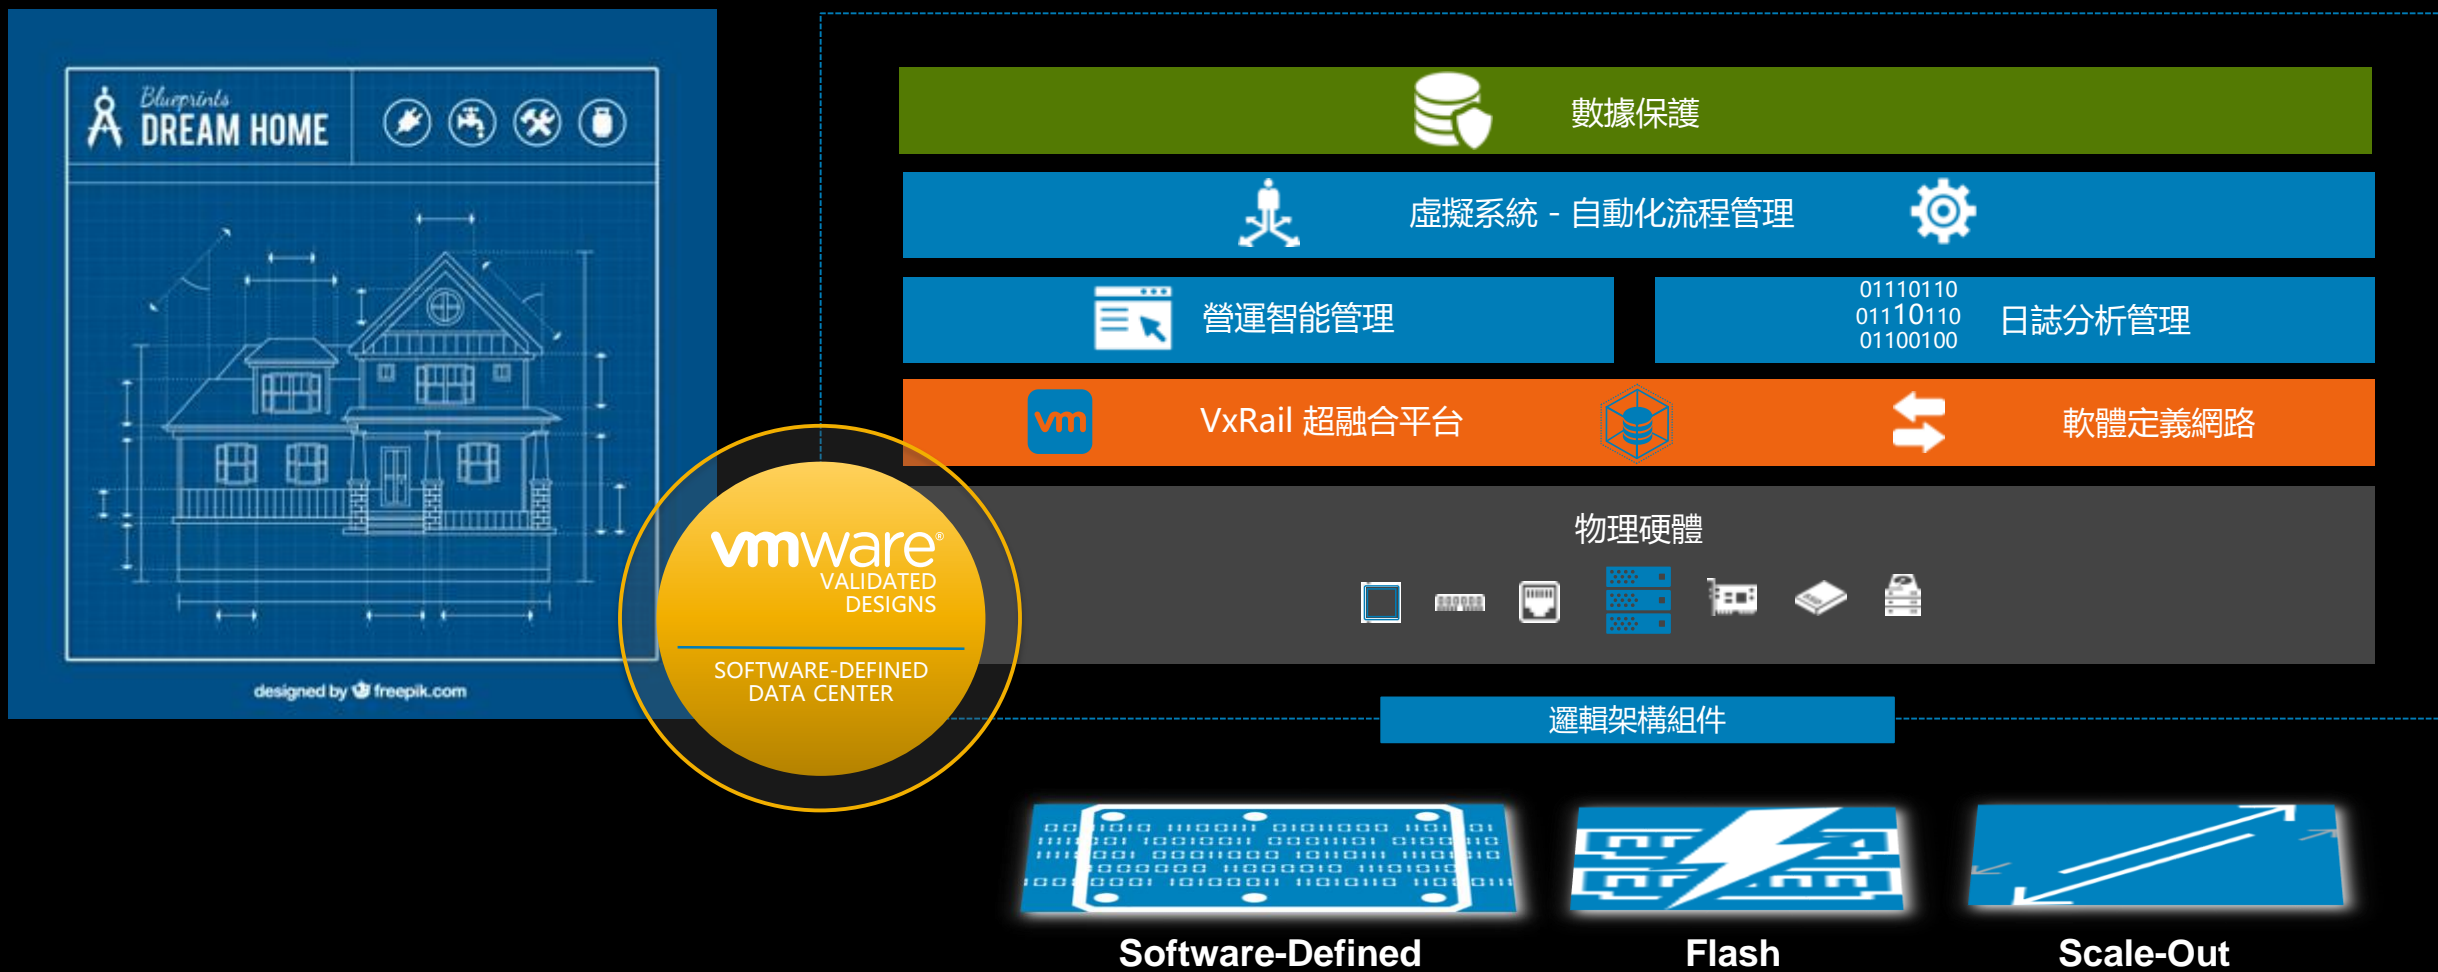 Blueprints
DREAM HOME
designed by freepik.com
vmware®
VALIDATED
DESIGNS
SOFTWARE-DEFINED
DATA CENTER
數據保護
虛擬系統 - 自動化流程管理
營運智能管理
01110110
01110110
01100100
日誌分析管理
vm
VxRail 超融合平台
軟體定義網路
物理硬體
邏輯架構組件
Software-Defined
Flash
Scale-Out